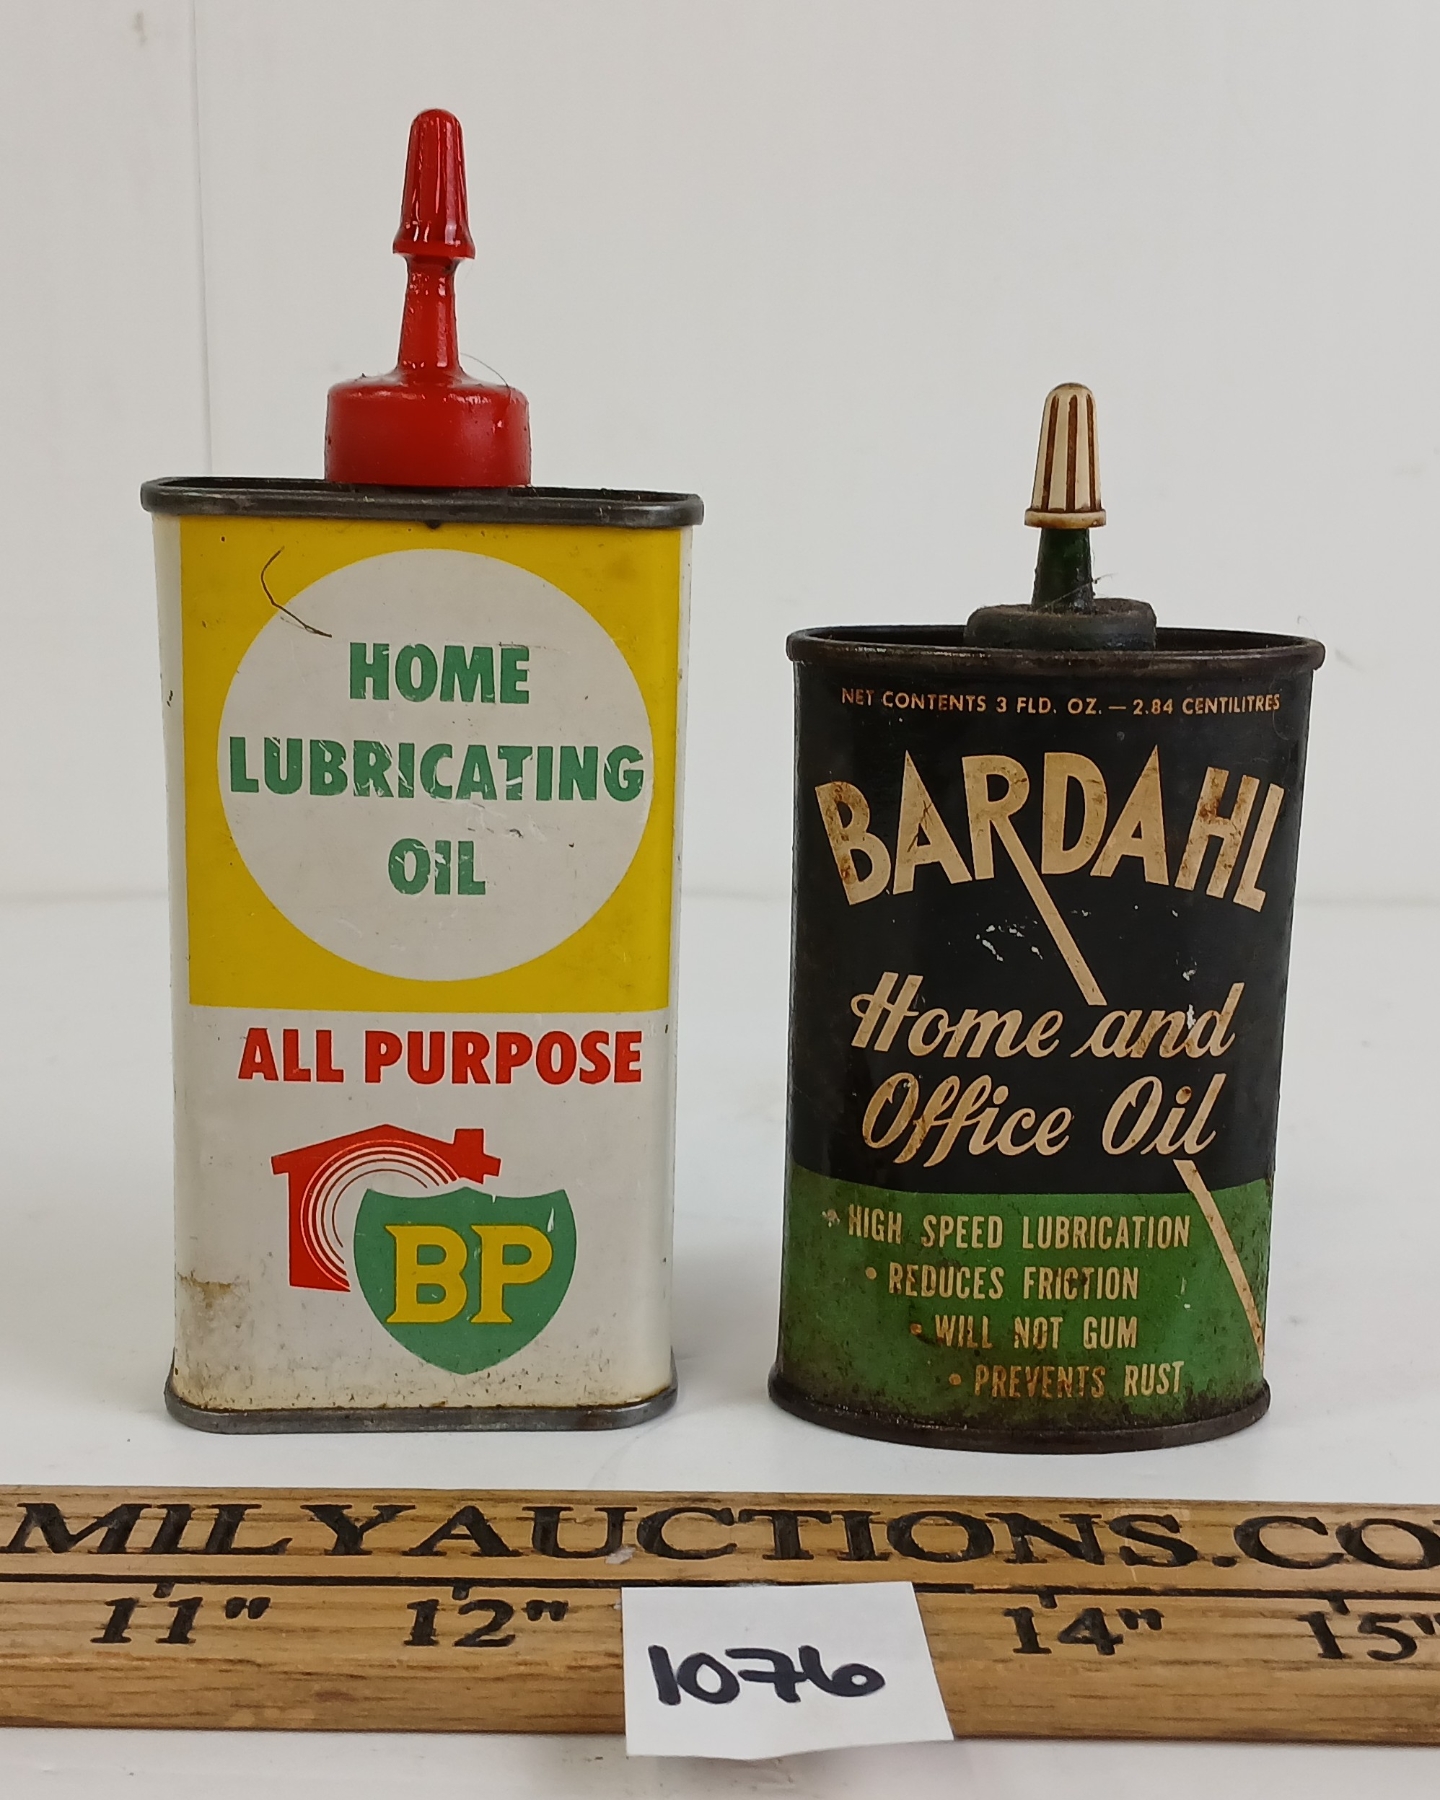 HOME
LUBRICATING
OIL
ALL PURPOSE
BP
NET CONTENTS 3 FLD. OZ. — 2.84 CENTILITRES
BARDAHL
Home and
Office Oil
• HIGH SPEED LUBRICATION
• REDUCES FRICTION
• WILL NOT GUM
• PREVENTS RUST
MILYAUCTIONS.CO
11" 12" 14" 15"
1076